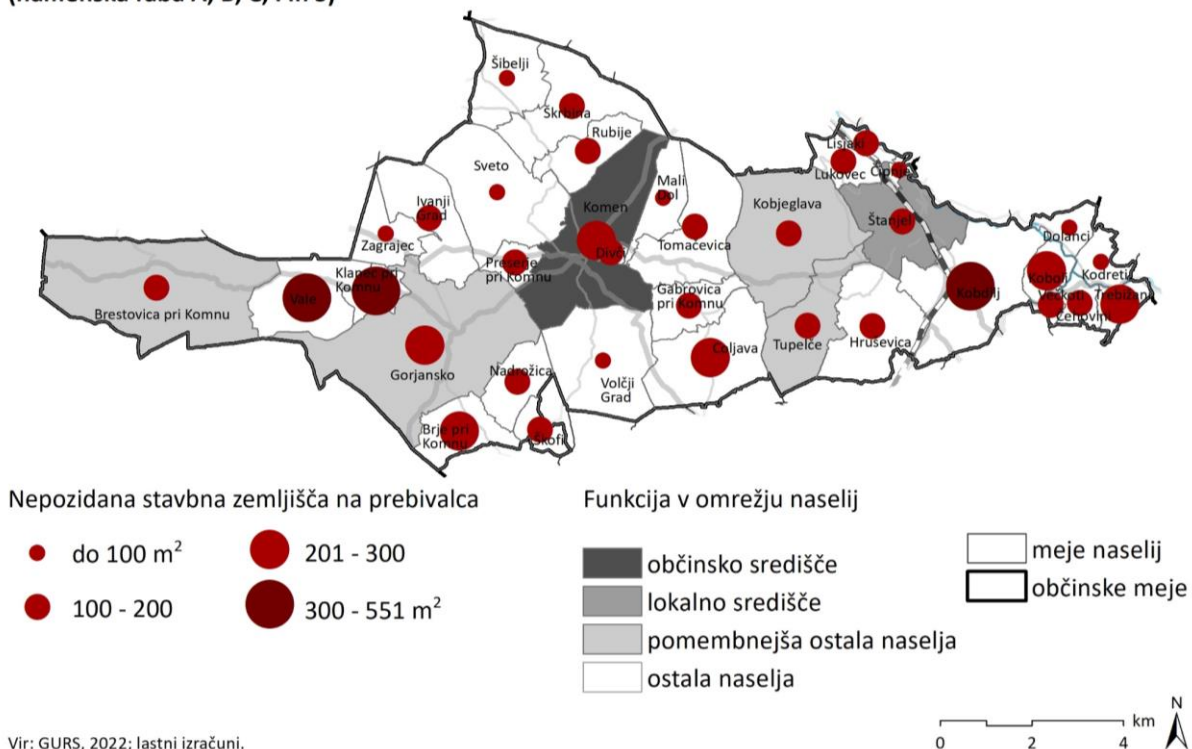 Šibelji
Škrbina
Rubije
Sveto
Lisjaki
Lukovec
Čipnje
Mali
Dol
Ivanji
Grad
Komen
Kobjeglava
Štanjel
Zagrajec
Divči
Tomačevica
Dolanci
Preserje
pri Komnu
Klanec pri
Komnu
Vale
Gabrovica
pri Komnu
Kobdilj
Koboli
Kodreti
Večkoti
Trebižani
Čehovini
Brestovica pri Komnu
Gorjansko
Nadrožica
Coljava
Tupelče
Hruševica
Volčji
Grad
Brje pri
Komnu
Škofi
Nepozidana stavbna zemljišča na prebivalca
do 100 m²
201 - 300
100 - 200
300 - 551 m²
Funkcija v omrežju naselij
občinsko središče
lokalno središče
pomembnejša ostala naselja
ostala naselja
meje naselij
občinske meje
N
km
0 2 4
Vir: GURS, 2022; lastni izračuni.